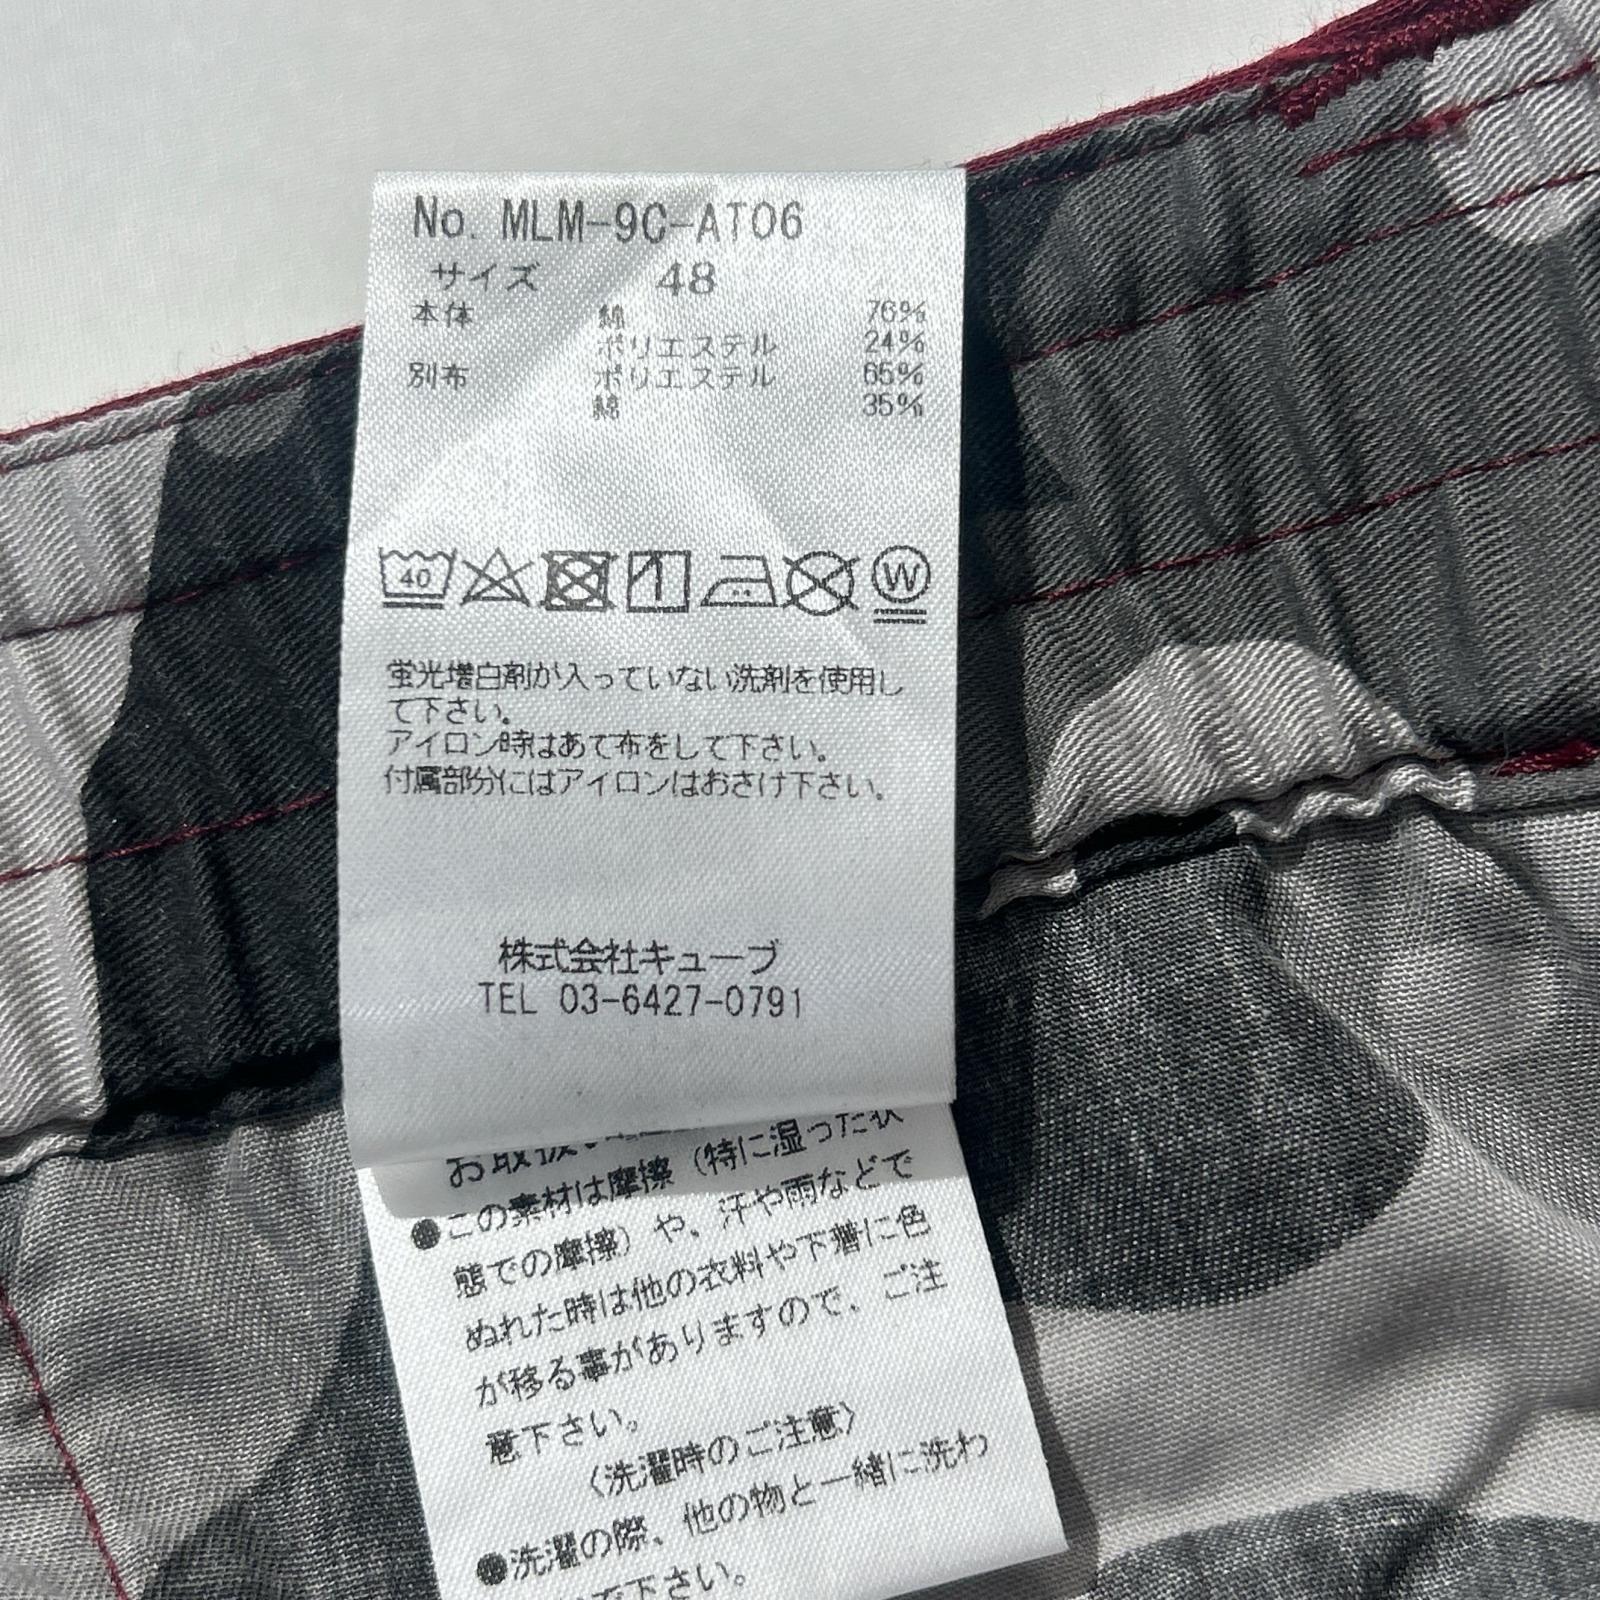 No. MLM-9C-AT06
サイズ 48
本体 綿 76%
ポリエステル 24%
別布 ポリエステル 65%
綿 35%
40 W
蛍光増白剤が入っていない洗剤を使用し
て下さい。
アイロン時はあて布をして下さい。
付属部分にはアイロンはおさけ下さい。
株式会社キューブ
TEL 03-6427-0791
お取扱い
●この素材は摩擦（特に湿った状
態での摩擦）や、汗や雨などで
ぬれた時は他の衣料や下着に色
が移る事がありますので、ご注
意下さい。
〈洗濯時のご注意〉
●洗濯の際、他の物と一緒に洗わ
で下さい。